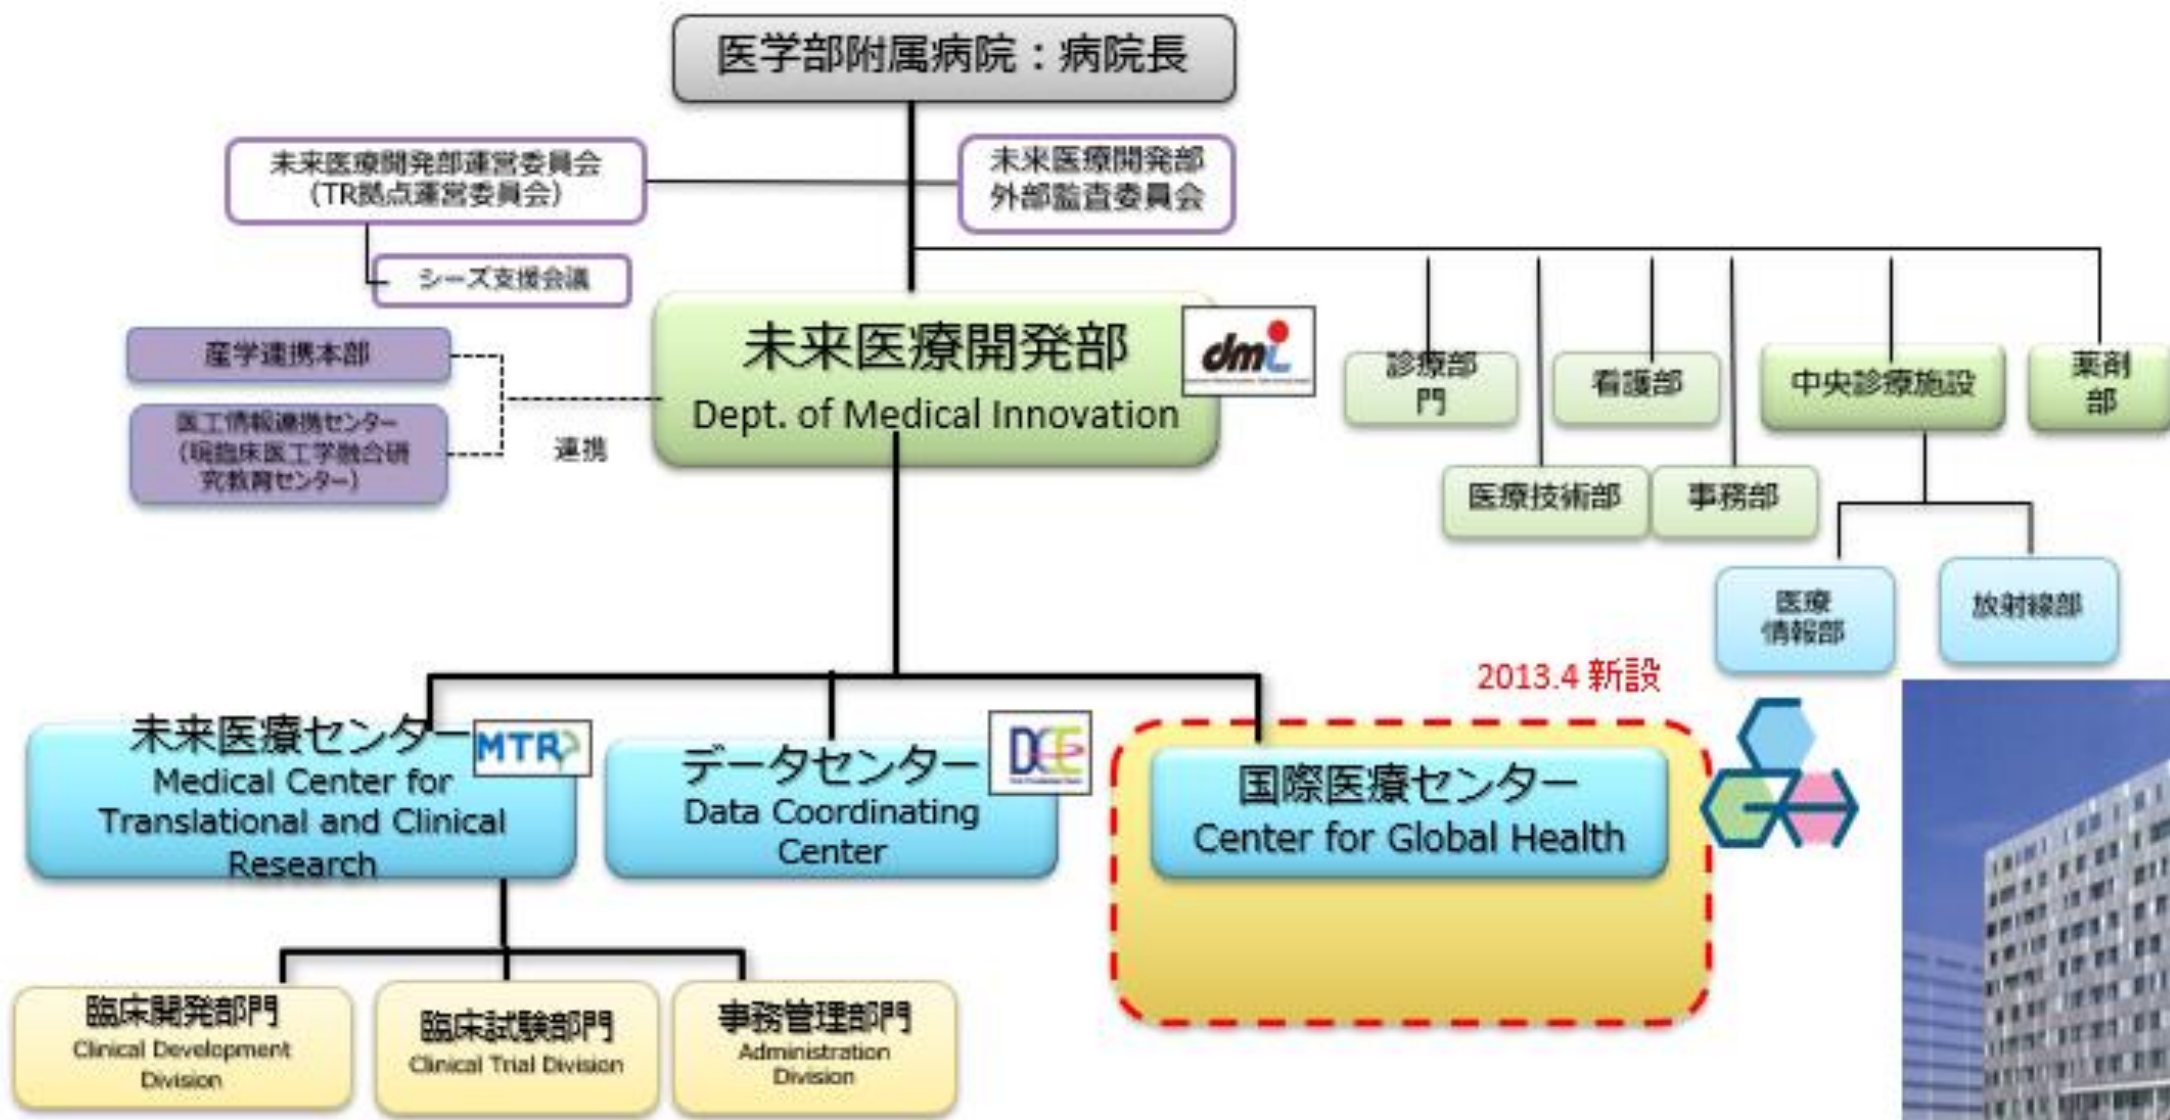 医学部附属病院：病院長
未来医療開発部運営委員会
(TR拠点運営委員会)
未来医療開発部
外部監査委員会
シーズ支援会議
産学連携本部
医工情報連携センター
(現臨床医工学融合研
究教育センター)
連携
未来医療開発部
Dept. of Medical Innovation
dmi
診療部
門
看護部
中央診療施設
薬剤
部
医療技術部
事務部
医療
情報部
放射線部
2013.4 新設
未来医療センター
Medical Center for
Translational and Clinical
Research
MTR
データセンター
Data Coordinating
Center
国際医療センター
Center for Global Health
臨床開発部門
Clinical Development
Division
臨床試験部門
Clinical Trial Division
事務管理部門
Administration
Division